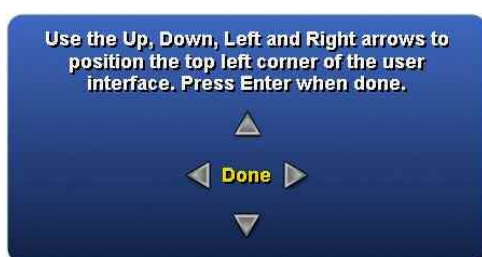 Use the Up, Down, Left and Right arrows to
position the top left corner of the user
interface. Press Enter when done.
Done